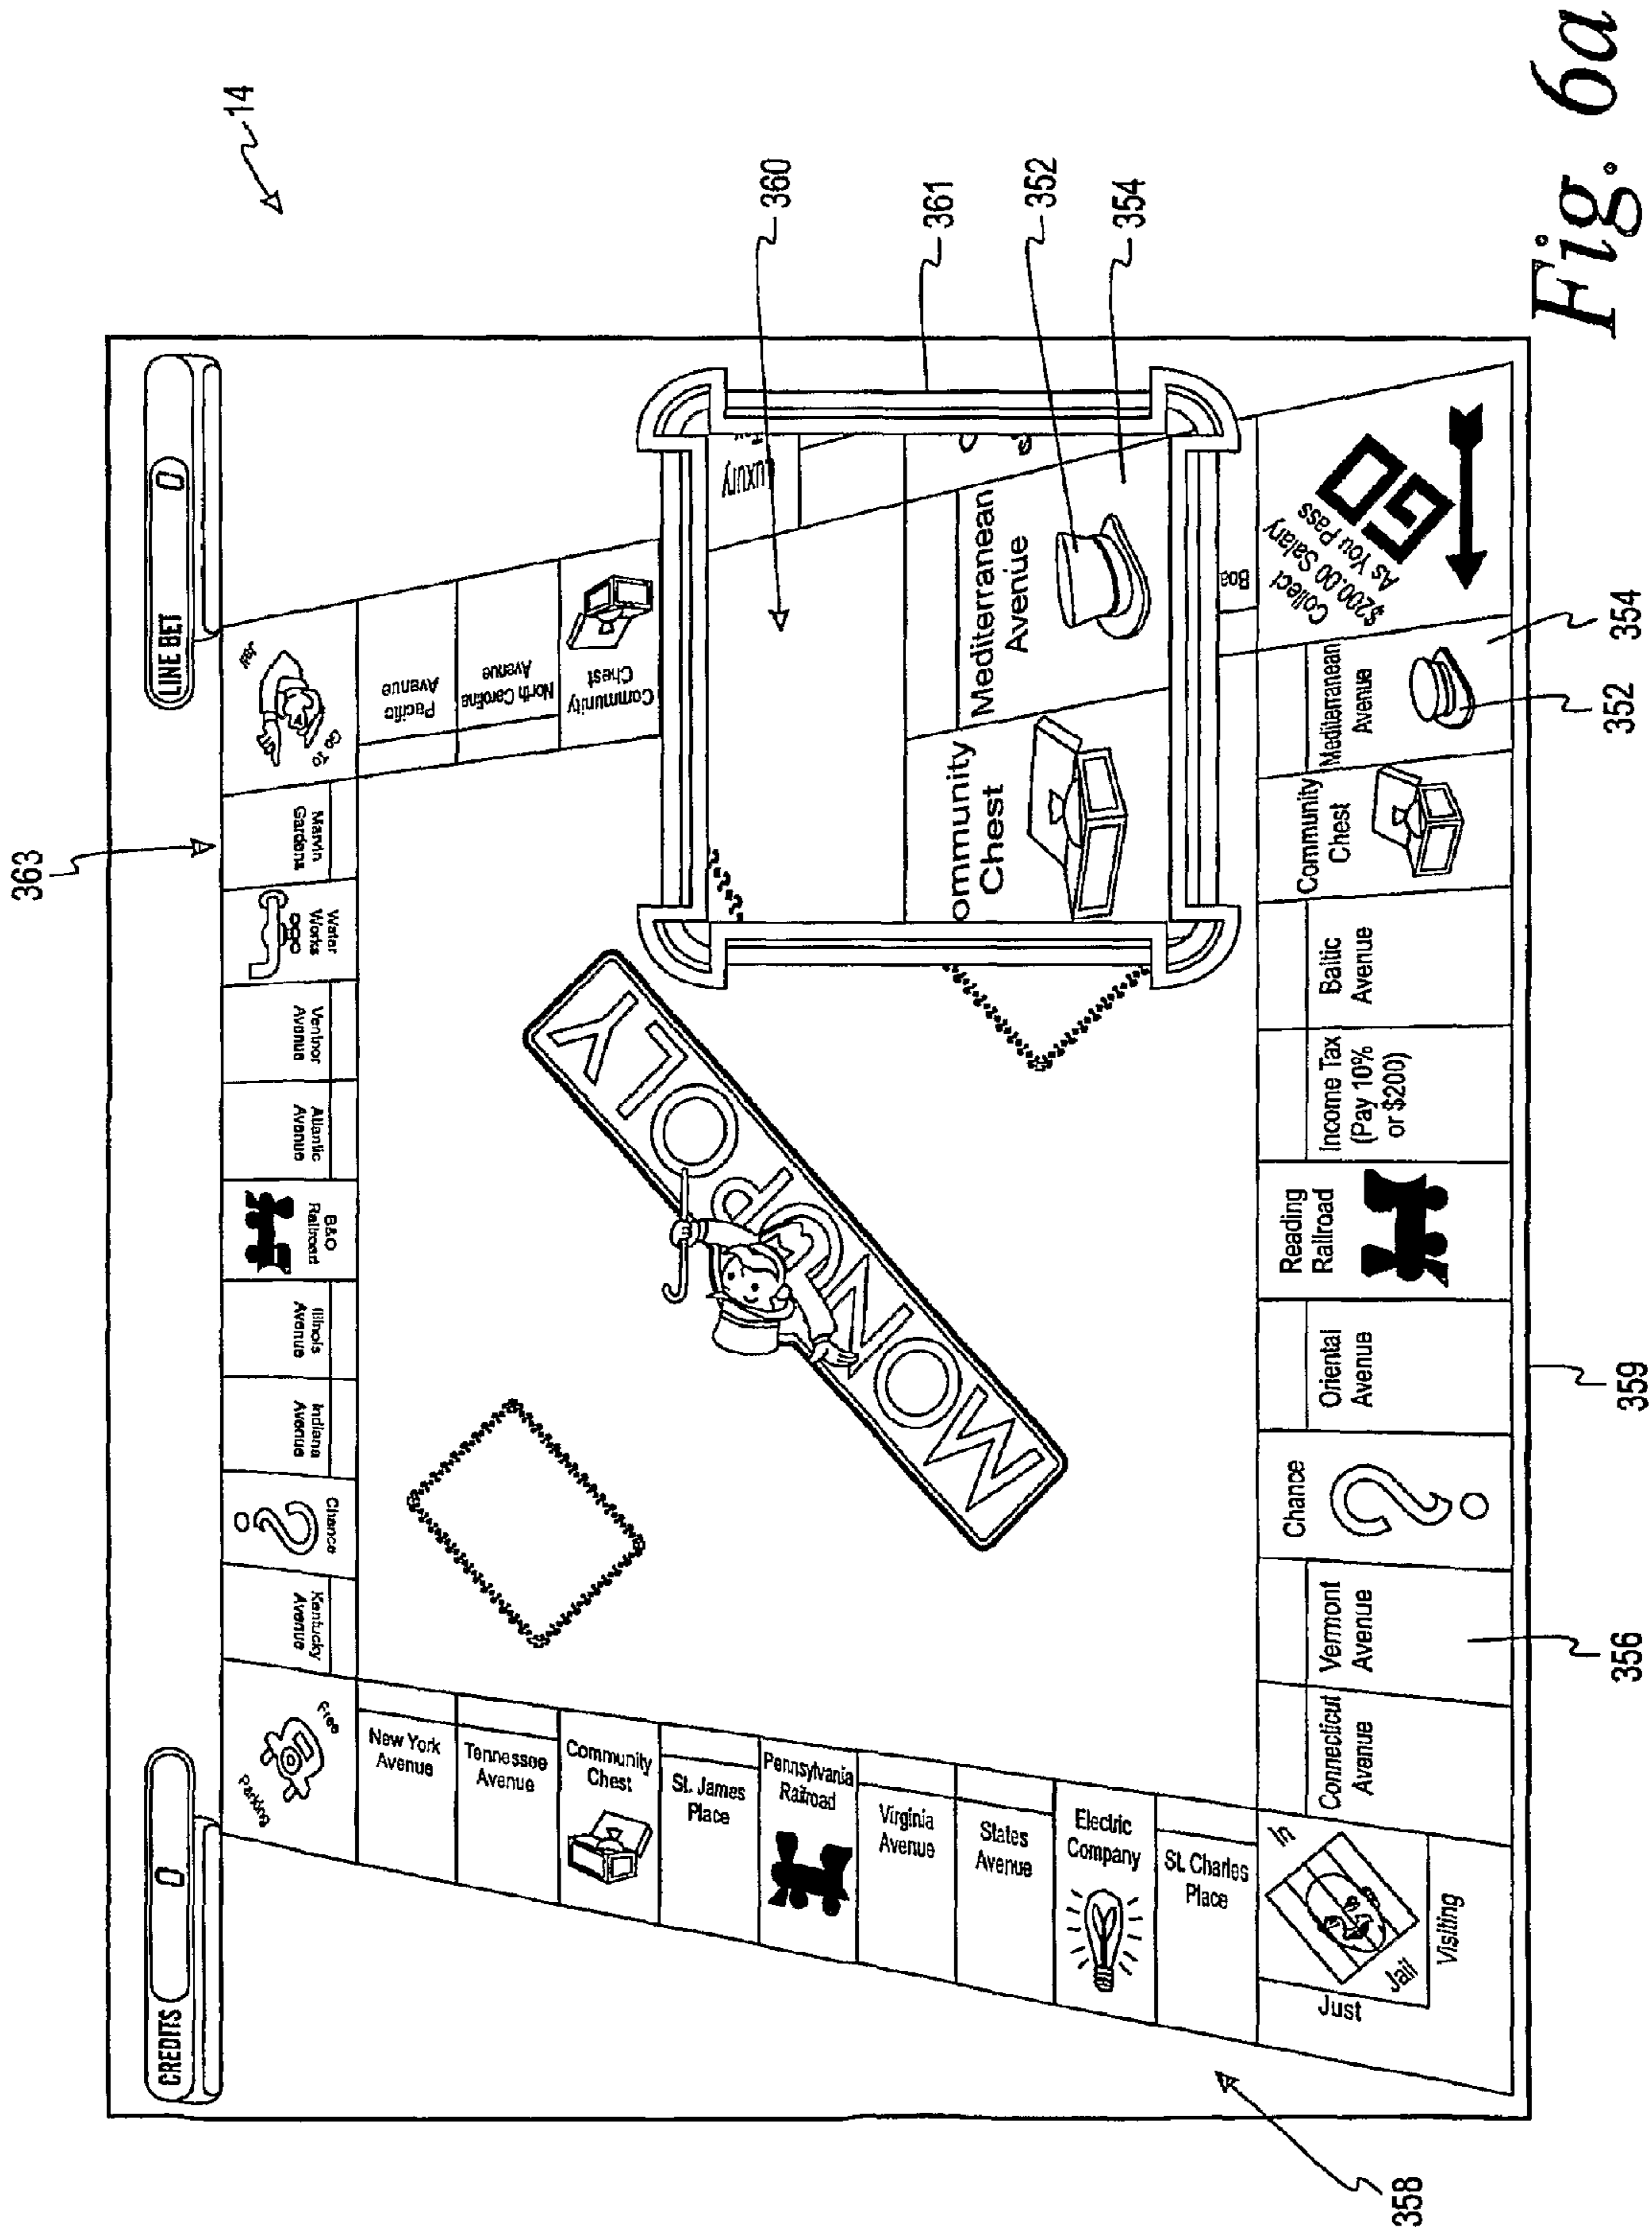 14
363
CREDITS 0
LINE BET 0
Parking
Free
Kentucky
Avenue
Chance
Indiana
Avenue
Illinois
Avenue
B&O
Railroad
Atlantic
Avenue
Ventnor
Avenue
Water
Works
Marvin
Gardens
Go To
Jail
New York
Avenue
Tennessee
Avenue
Community
Chest
St. James
Place
Pennsylvania
Railroad
Virginia
Avenue
States
Avenue
Electric
Company
St. Charles
Place
MONOPOLY
Pacific
Avenue
North Carolina
Avenue
Community
Chest
360
361
352
354
Luxury
Tax
ommunity
Chest
Mediterranean
Avenue
Boa
In
Jail
Just
Visiting
Connecticut
Avenue
Vermont
Avenue
Chance
Oriental
Avenue
Reading
Railroad
Income Tax
(Pay 10%
or $200)
Baltic
Avenue
Community
Chest
Mediterranean
Avenue
Collect
$200.00 Salary
As You Pass
GO
358
356
359
352
354
Fig. 6a